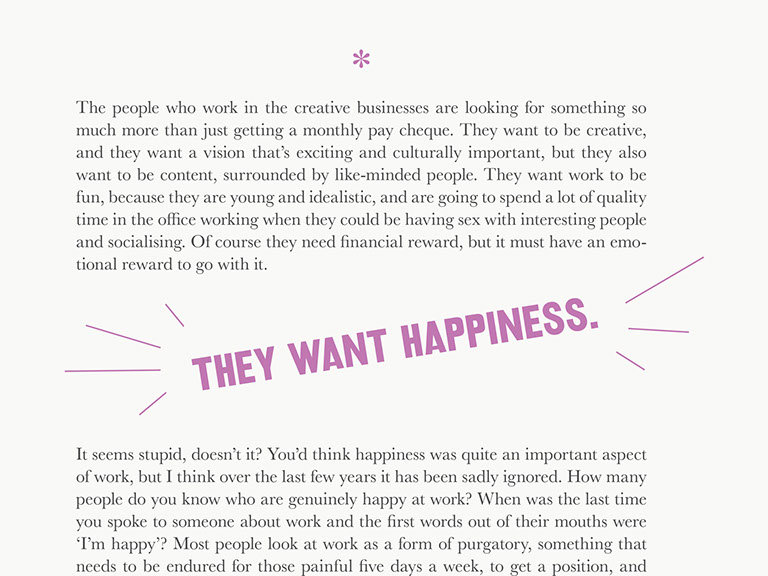 *
The people who work in the creative businesses are looking for something so
much more than just getting a monthly pay cheque. They want to be creative,
and they want a vision that’s exciting and culturally important, but they also
want to be content, surrounded by like-minded people. They want work to be
fun, because they are young and idealistic, and are going to spend a lot of quality
time in the office working when they could be having sex with interesting people
and socialising. Of course they need financial reward, but it must have an emo-
tional reward to go with it.
THEY WANT HAPPINESS.
It seems stupid, doesn’t it? You’d think happiness was quite an important aspect
of work, but I think over the last few years it has been sadly ignored. How many
people do you know who are genuinely happy at work? When was the last time
you spoke to someone about work and the first words out of their mouths were
‘I’m happy’? Most people look at work as a form of purgatory, something that
needs to be endured for those painful five days a week, to get a position, and